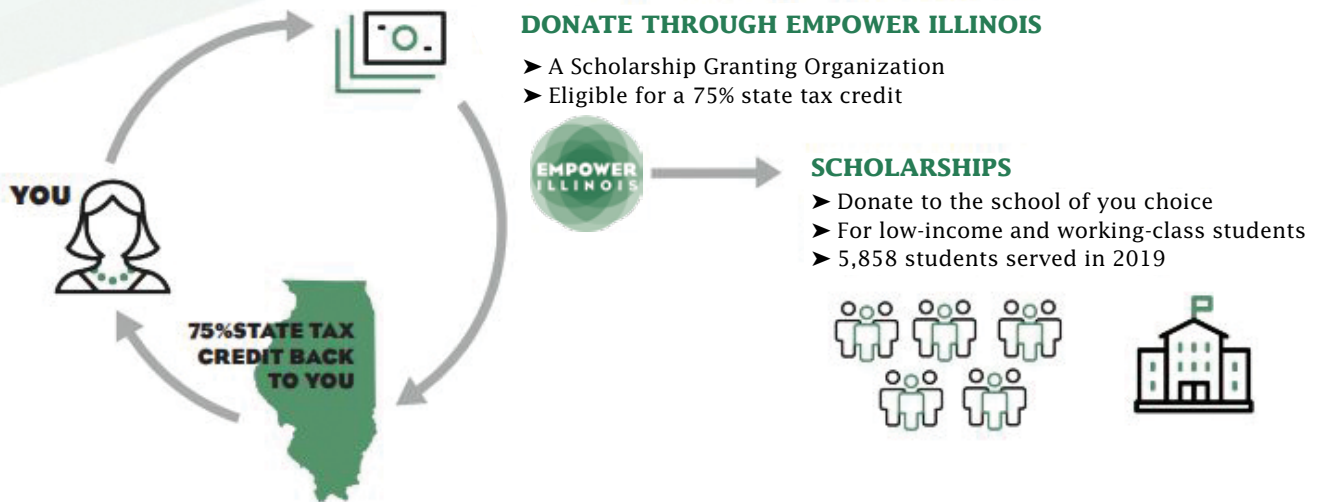 DONATE THROUGH EMPOWER ILLINOIS
➤ A Scholarship Granting Organization
➤ Eligible for a 75% state tax credit
EMPOWER
ILLINOIS
SCHOLARSHIPS
➤ Donate to the school of you choice
➤ For low-income and working-class students
➤ 5,858 students served in 2019
YOU
75%STATE TAX
CREDIT BACK
TO YOU